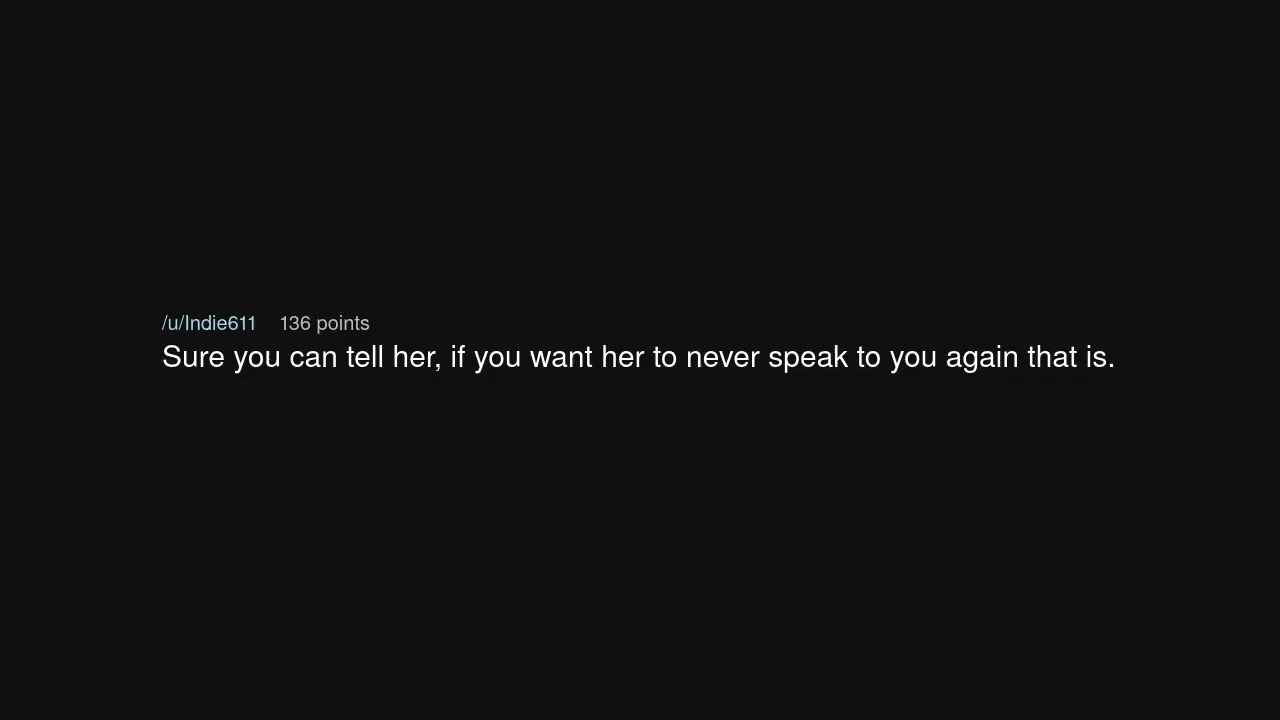 /u/Indie611 136 points
Sure you can tell her, if you want her to never speak to you again that is.